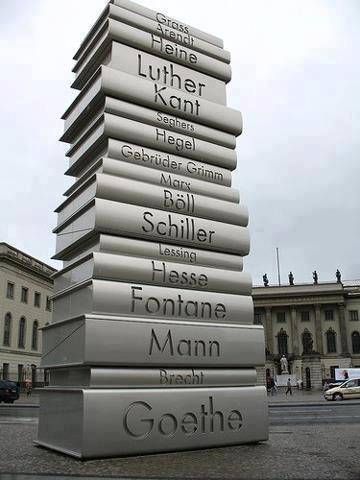 Grass
Arendt
Heine
Luther
Kant
Seghers
Hegel
Gebrüder Grimm
Marx
Böll
Schiller
Lessing
Hesse
Fontane
Mann
Brecht
Goethe